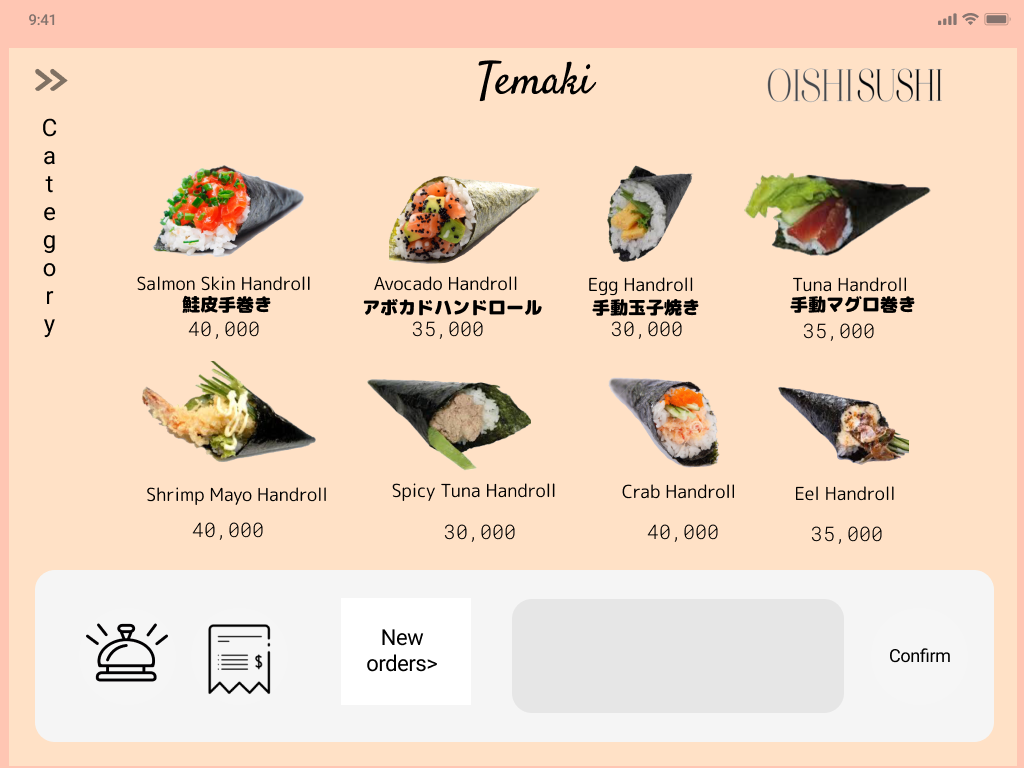 9:41
Temaki
OISHI SUSHI
Category
Salmon Skin Handroll
鮭皮手巻き
40,000
Avocado Handroll
アボカドハンドロール
35,000
Egg Handroll
手動玉子焼き
30,000
Tuna Handroll
手動マグロ巻き
35,000
Shrimp Mayo Handroll
40,000
Spicy Tuna Handroll
30,000
Crab Handroll
40,000
Eel Handroll
35,000
$
New
orders>
Confirm